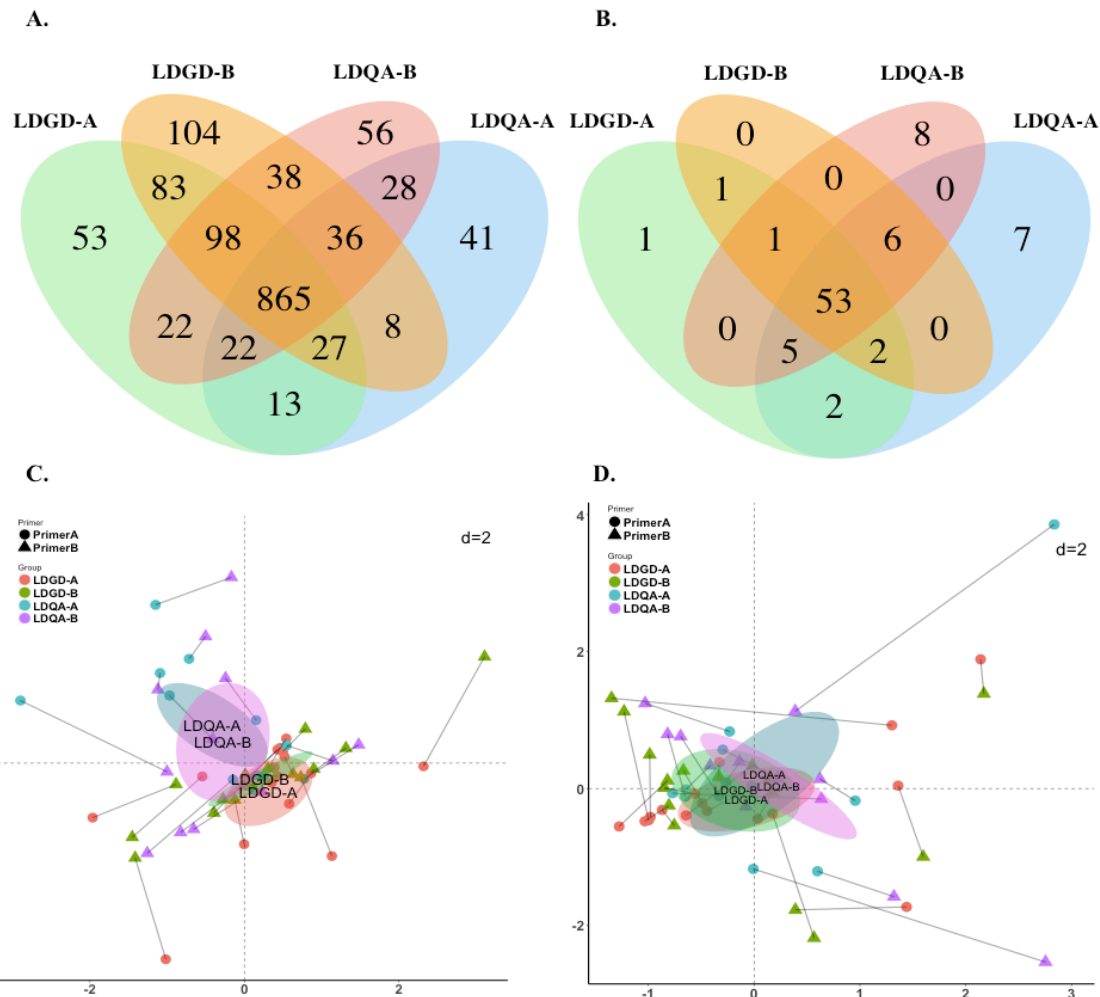 A.
B.
LDGD-B
LDQA-B
LDGD-A
LDQA-A
104
56
83
38
28
53
98
36
41
865
22
22
27
8
13
LDGD-B
LDQA-B
LDGD-A
LDQA-A
0
8
1
0
0
1
1
6
7
53
0
5
2
0
2
C.
Primer
PrimerA
PrimerB
Group
LDGD-A
LDGD-B
LDQA-A
LDQA-B
d=2
LDQA-A
LDQA-B
LDGD-B
LDGD-A
-2
0
2
D.
Primer
PrimerA
PrimerB
Group
LDGD-A
LDGD-B
LDQA-A
LDQA-B
d=2
4
2
0
-2
LDQA-A
LDQA-B
LDGD-B
LDGD-A
-1
0
1
2
3